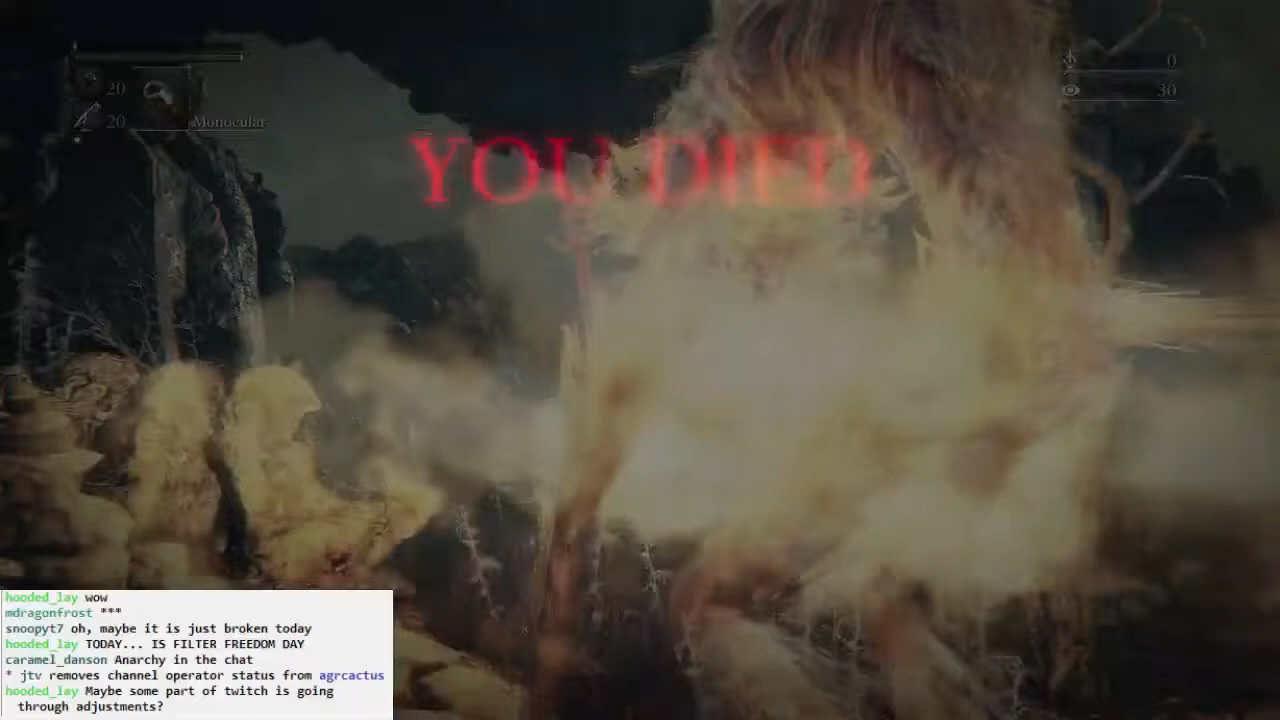 20
20
Monocular
0
30
YOU DIED
hooded_lay wow
mdragonfrost ***
snoopyt7 oh, maybe it is just broken today
hooded_lay TODAY... IS FILTER FREEDOM DAY
caramel_danson Anarchy in the chat
* jtv removes channel operator status from agrcactus
hooded_lay Maybe some part of twitch is going
through adjustments?